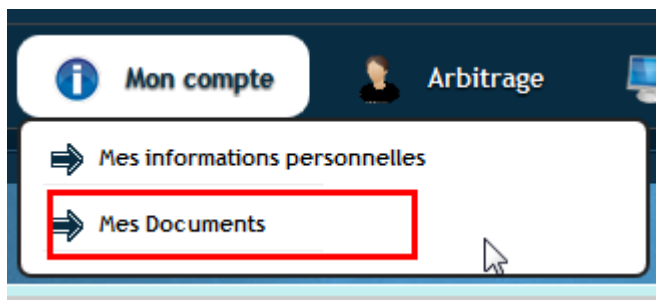 Mon compte
Arbitrage
Mes informations personnelles
Mes Documents